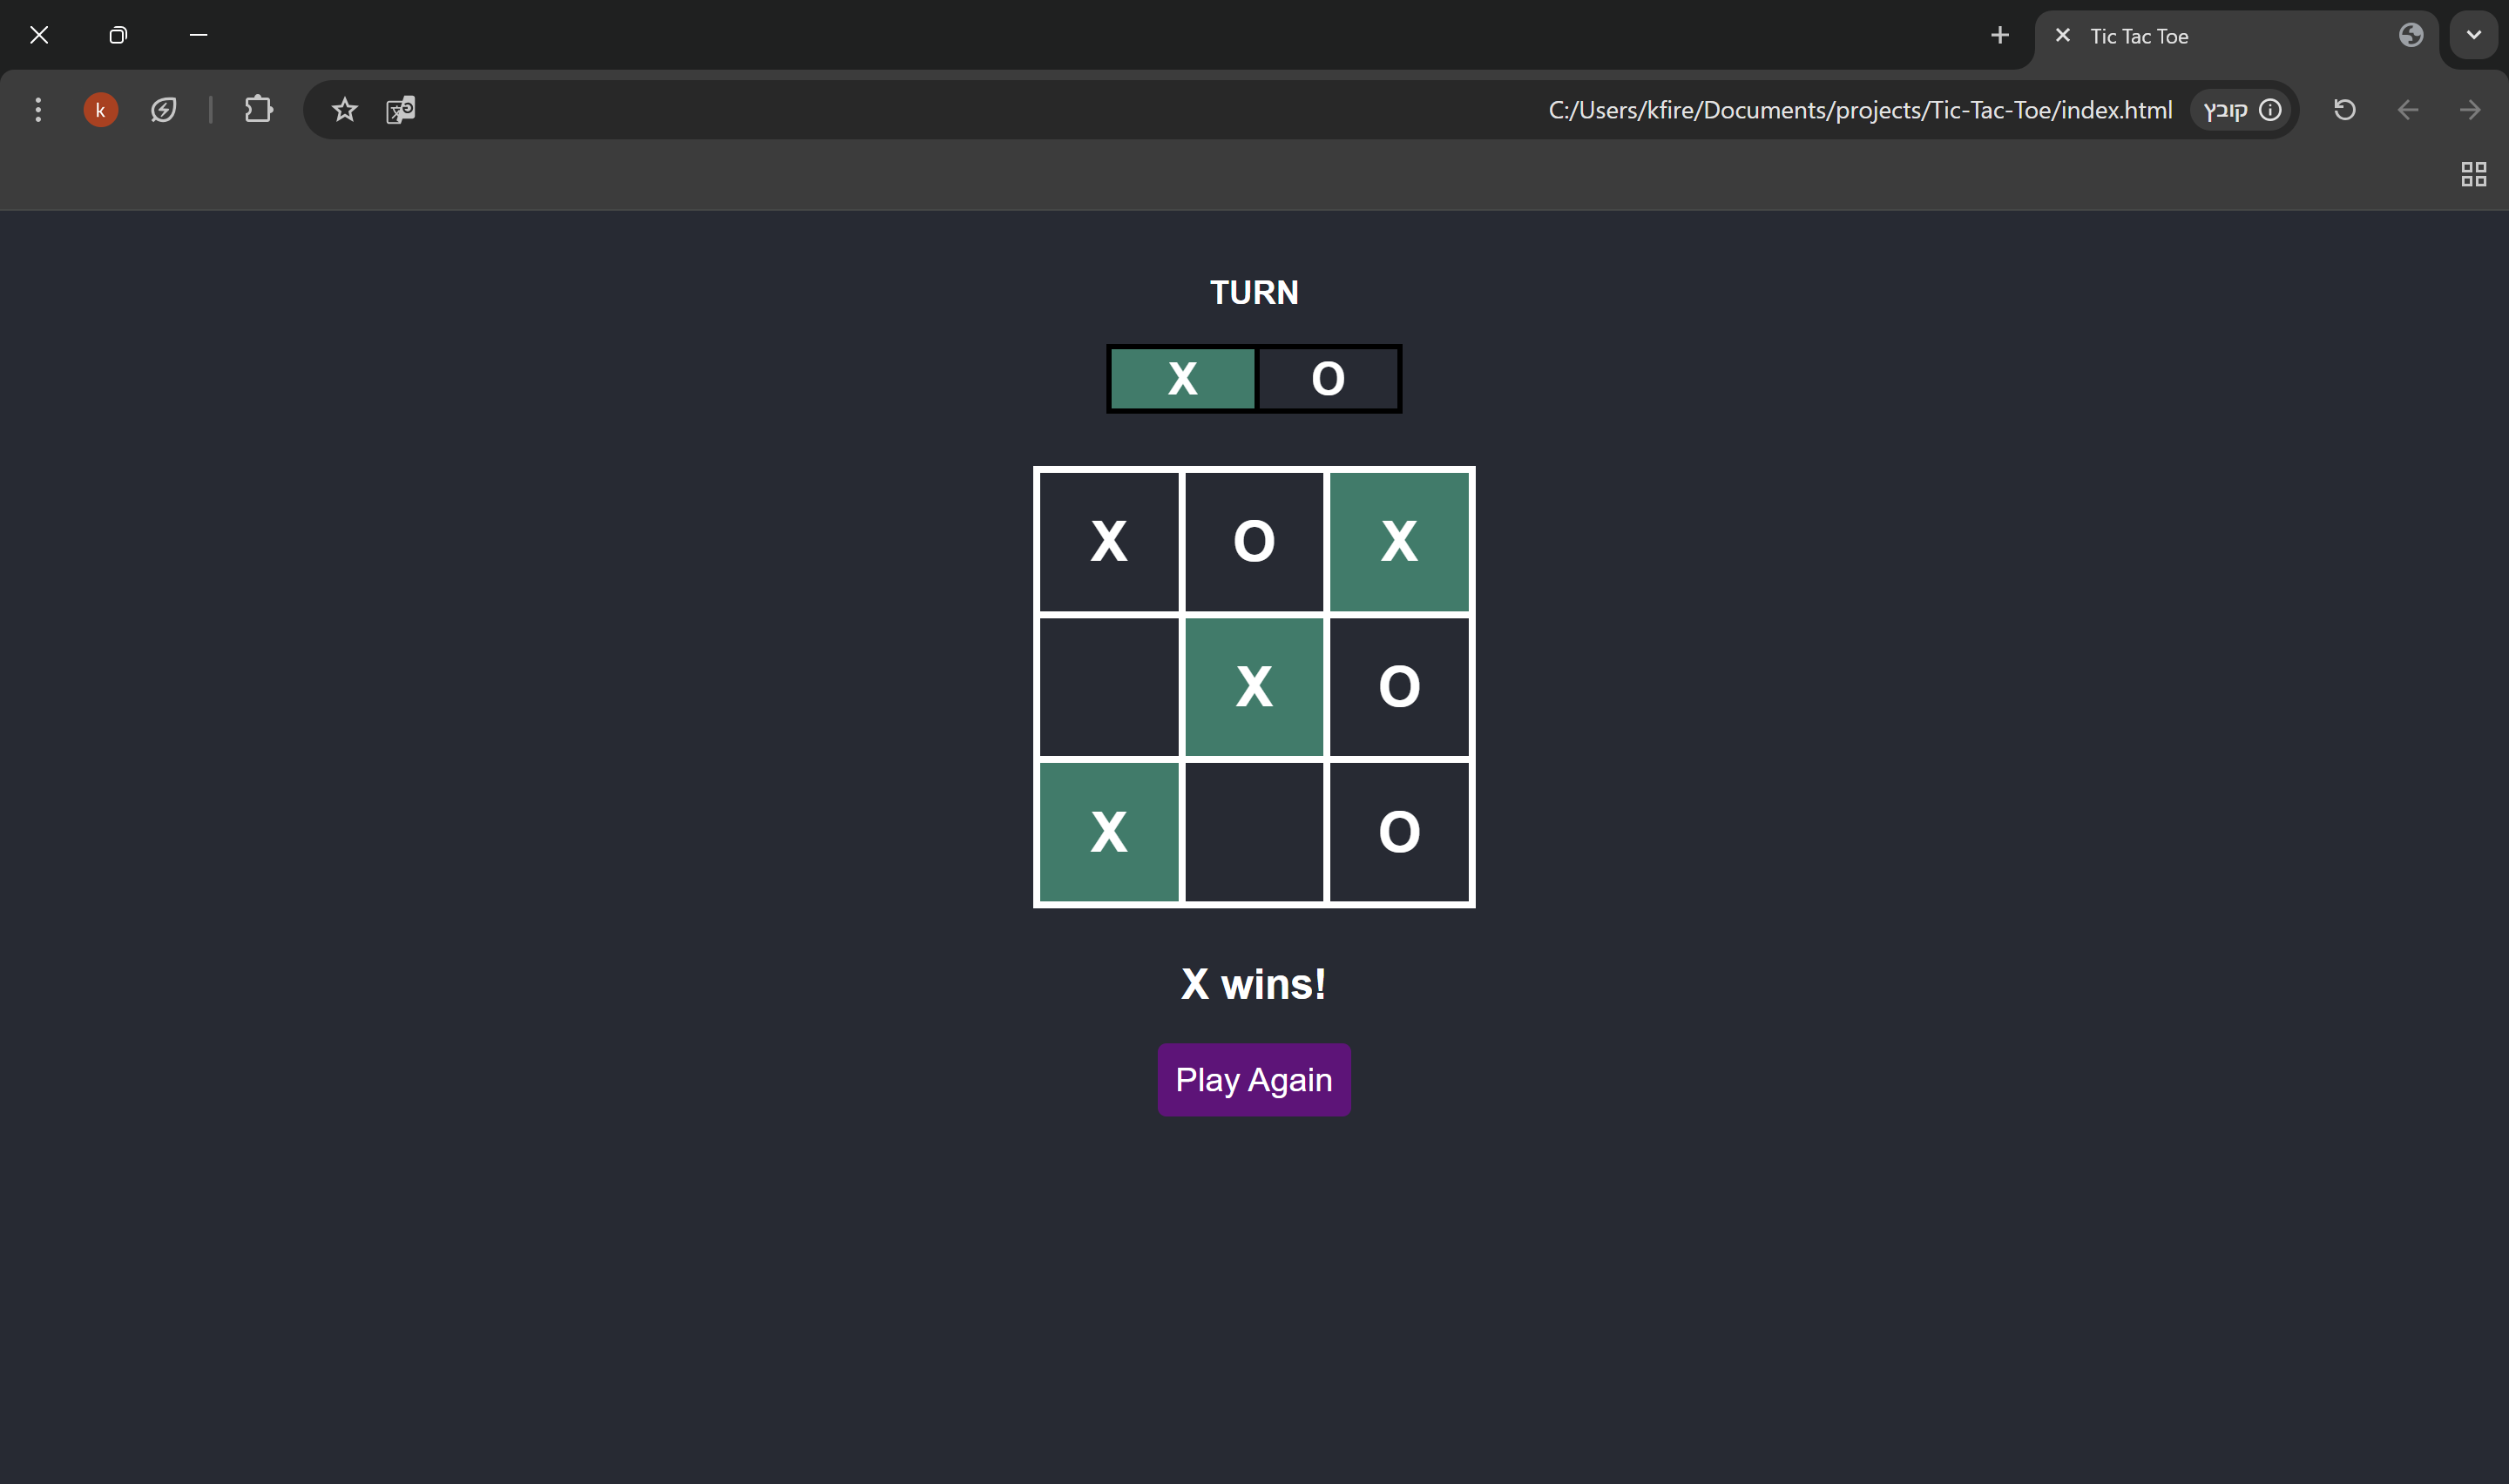 Tic Tac Toe
k
C:/Users/kfire/Documents/projects/Tic-Tac-Toe/index.html קובץ
TURN
X O
X O X
X O
X O
X wins!
Play Again